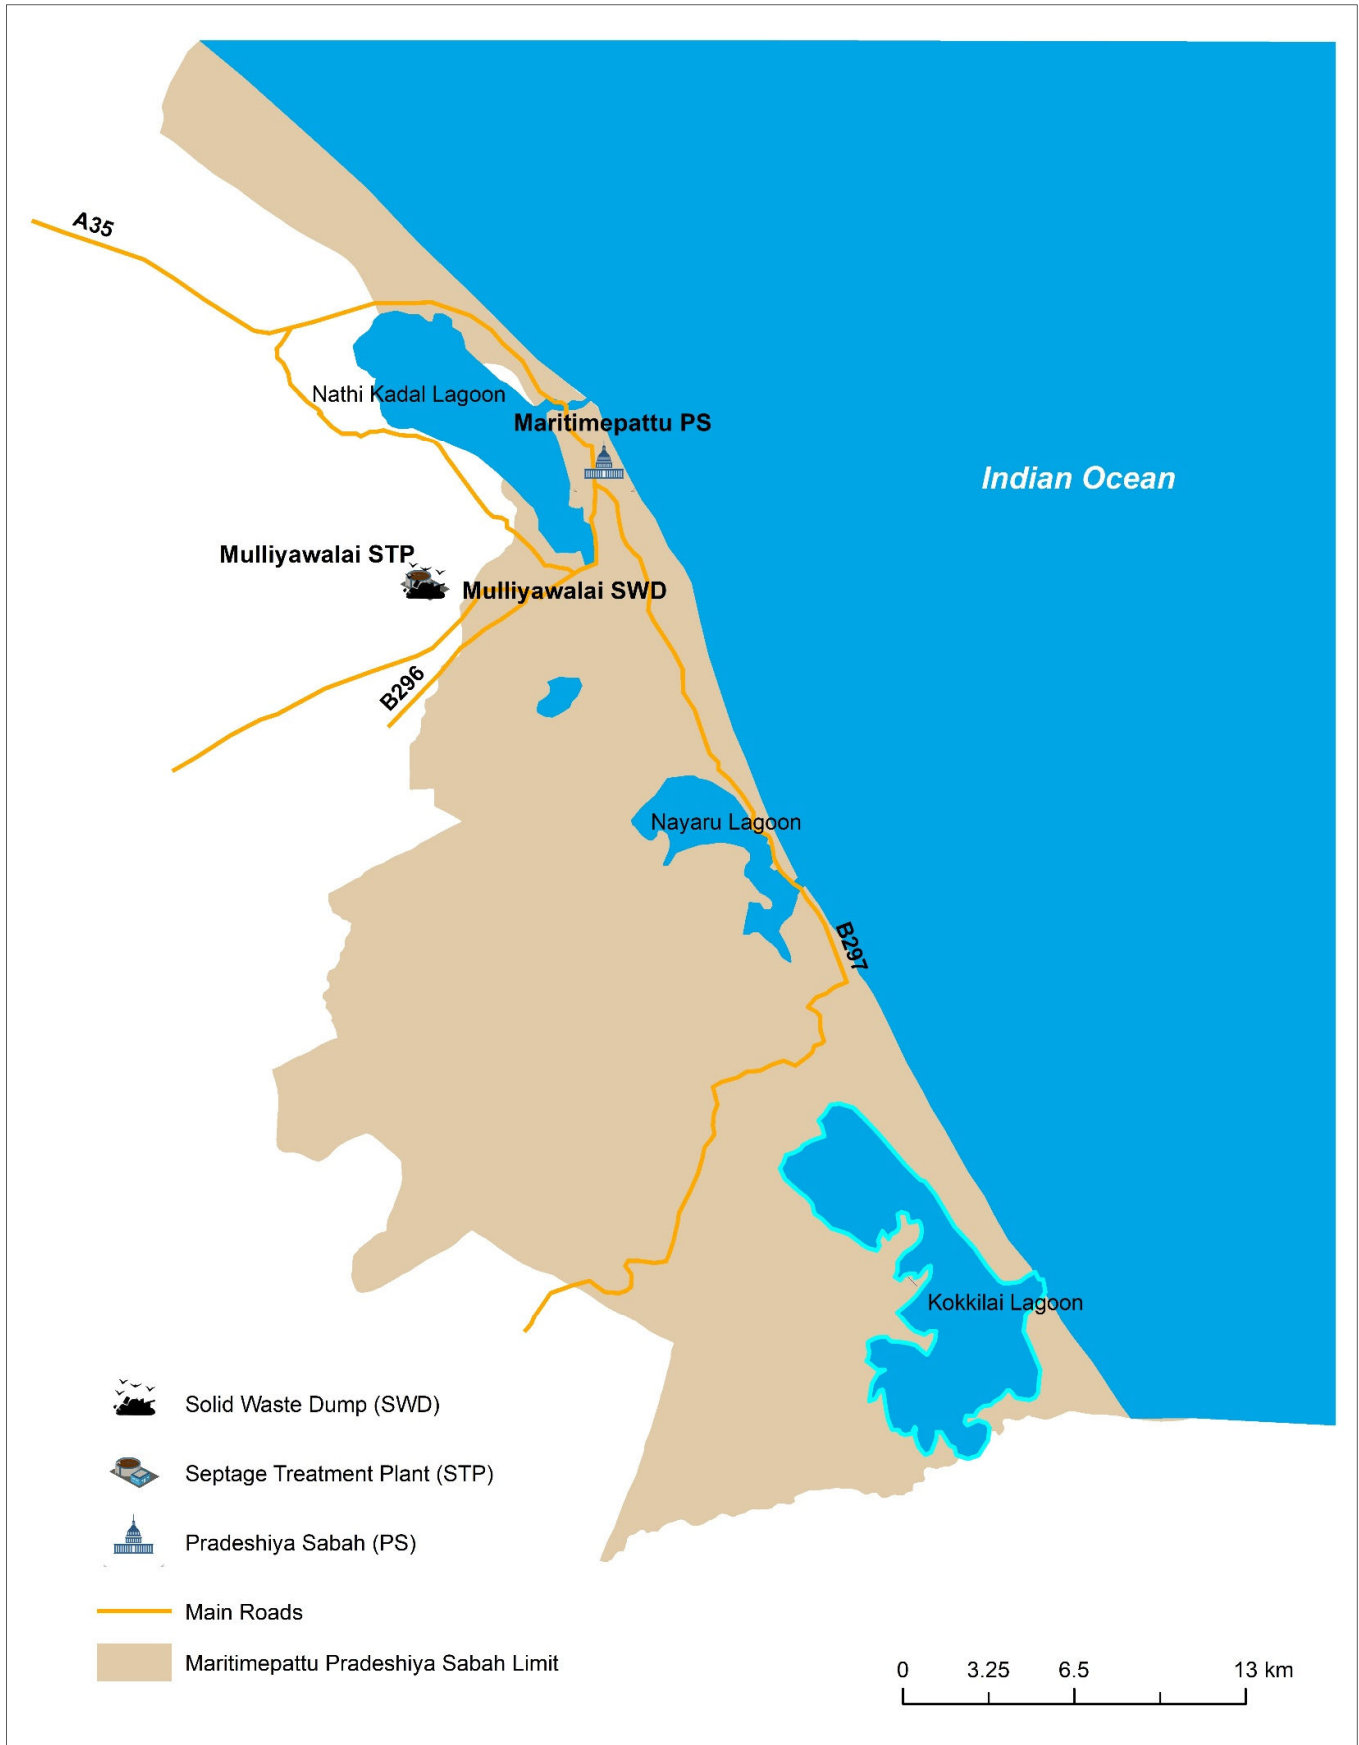 A35
Nathi Kadal Lagoon
Maritimepattu PS
Indian Ocean
Mulliyawalai STP
Mulliyawalai SWD
B296
Nayaru Lagoon
B297
Kokkilai Lagoon
Solid Waste Dump (SWD)
Septage Treatment Plant (STP)
Pradeshiya Sabah (PS)
Main Roads
Maritimepattu Pradeshiya Sabah Limit
0 3.25 6.5 13 km